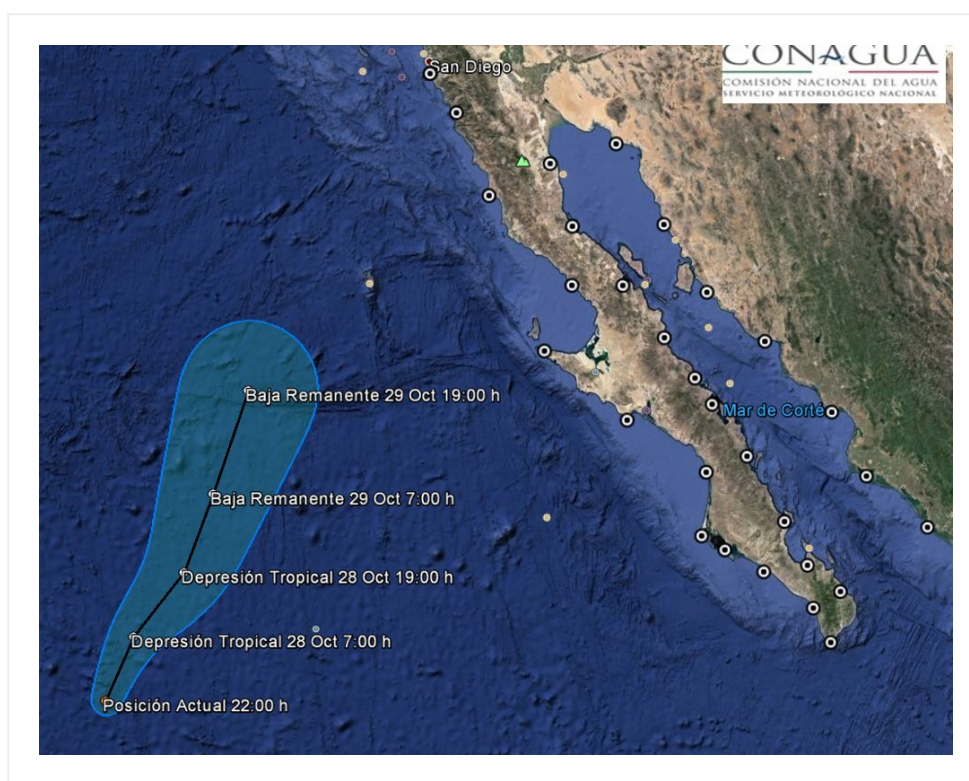 CONAGUA
COMISIÓN NACIONAL DEL AGUA
SERVICIO METEOROLÓGICO NACIONAL
San Diego
Baja Remanente 29 Oct 19:00 h
Mar de Corté
Baja Remanente 29 Oct 7:00 h
Depresión Tropical 28 Oct 19:00 h
Depresión Tropical 28 Oct 7:00 h
Posición Actual 22:00 h